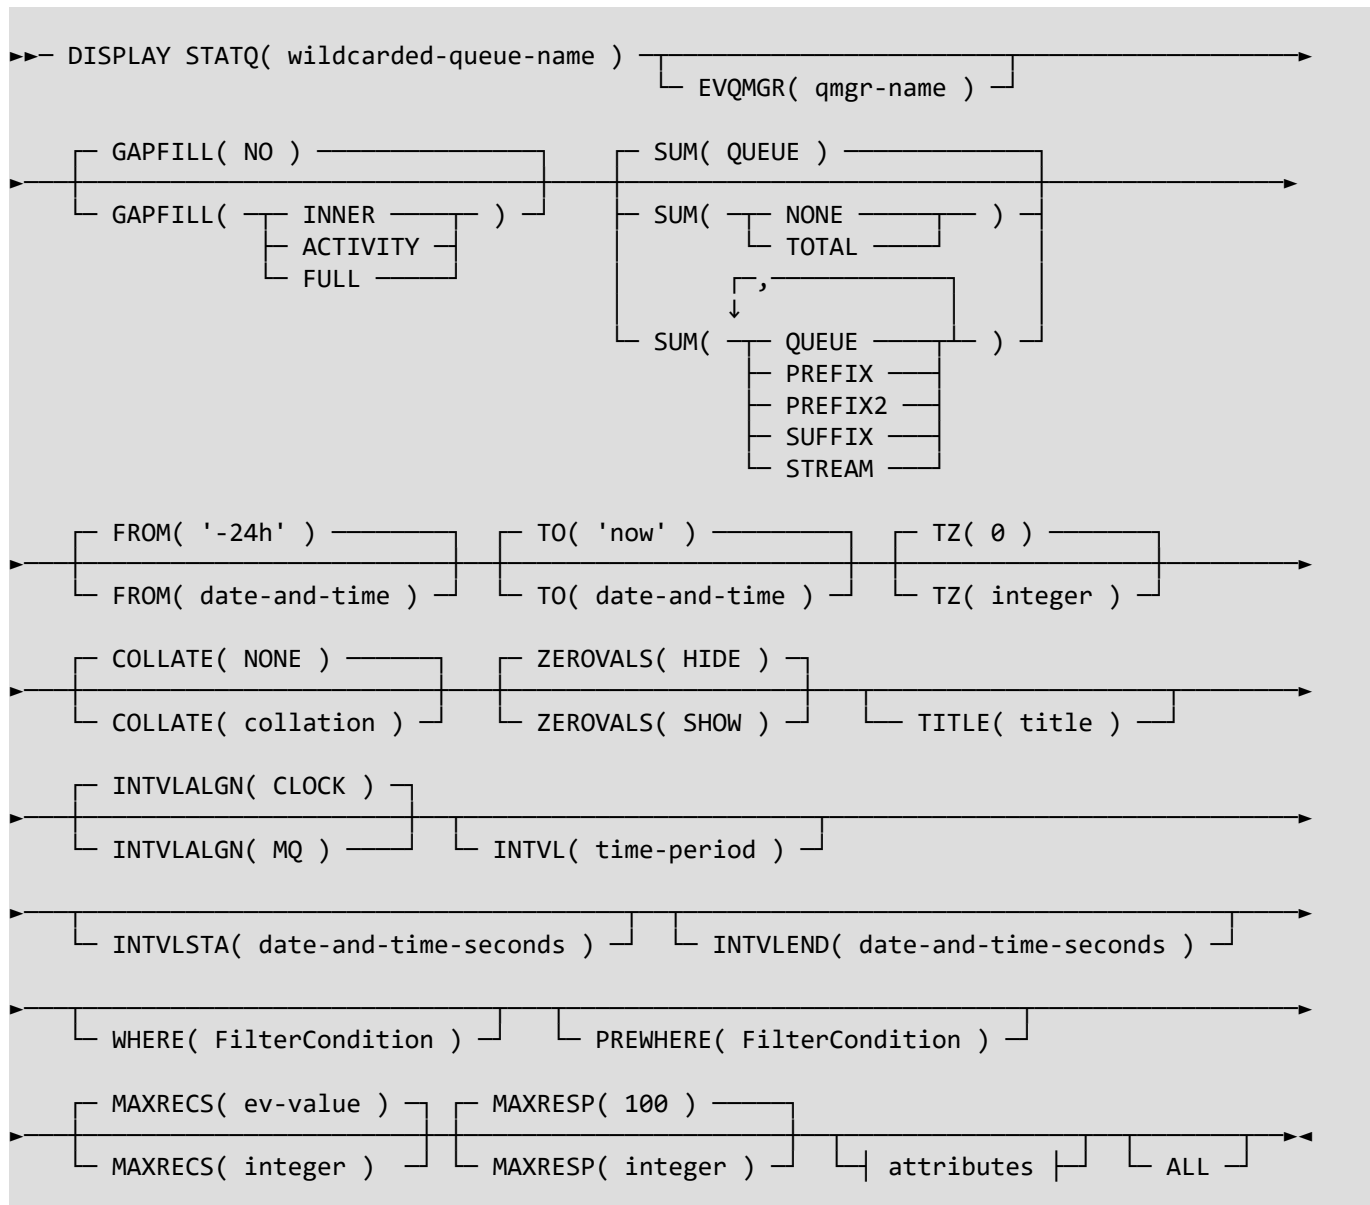 DISPLAY STATQ( wildcarded-queue-name )
EVQMGR( qmgr-name )
GAPFILL( NO ) SUM( QUEUE )
GAPFILL( INNER ) SUM( NONE )
ACTIVITY TOTAL
FULL
,
SUM( QUEUE )
PREFIX
PREFIX2
SUFFIX
STREAM
FROM( '-24h' ) TO( 'now' ) TZ( 0 )
FROM( date-and-time ) TO( date-and-time ) TZ( integer )
COLLATE( NONE ) ZEROVALS( HIDE )
COLLATE( collation ) ZEROVALS( SHOW ) TITLE( title )
INTVLALGN( CLOCK )
INTVLALGN( MQ ) INTVL( time-period )
INTVLSTA( date-and-time-seconds ) INTVLEND( date-and-time-seconds )
WHERE( FilterCondition ) PREWHERE( FilterCondition )
MAXRECS( ev-value ) MAXRESP( 100 )
MAXRECS( integer ) MAXRESP( integer ) attributes ALL